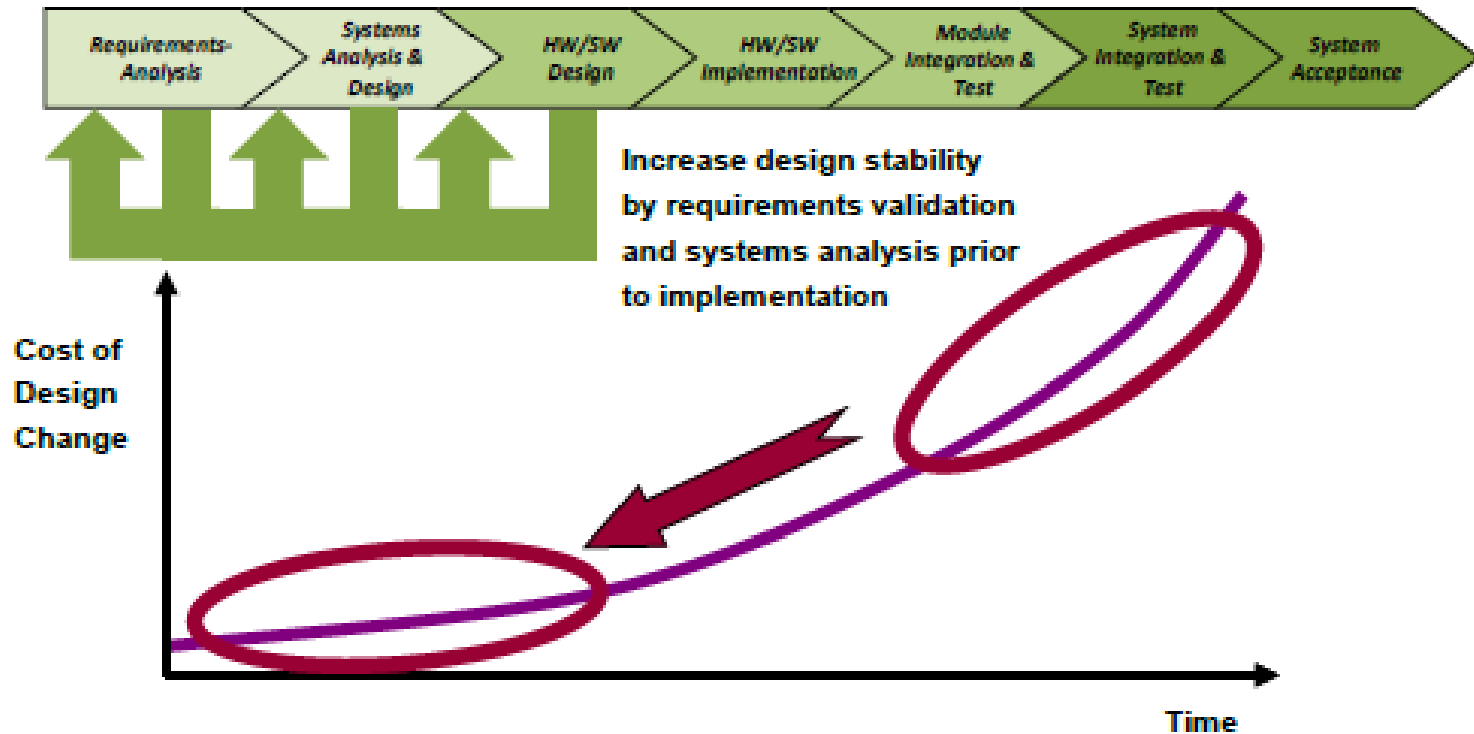 Requirements-
Analysis
Systems
Analysis &
Design
HW/SW
Design
HW/SW
Implementation
Module
Integration &
Test
System
Integration &
Test
System
Acceptance
Increase design stability
by requirements validation
and systems analysis prior
to implementation
Cost of
Design
Change
Time